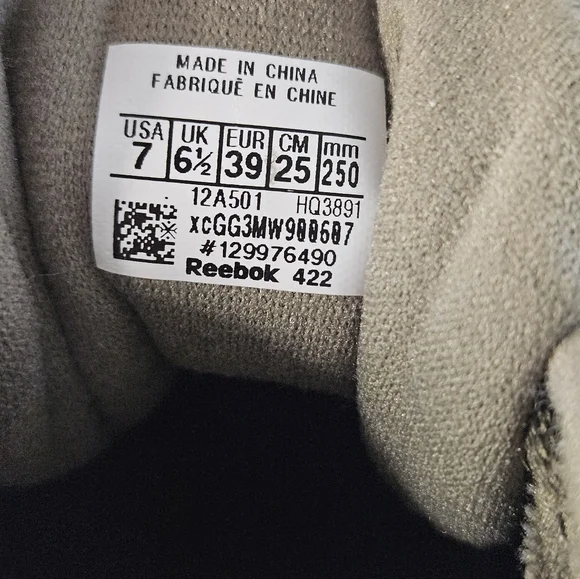 MADE IN CHINA
FABRIQUÉ EN CHINE
USA UK EUR CM mm
7 6½ 39 25 250
12A501 HQ3891
xcGG3MW900607
#129976490
Reebok 422